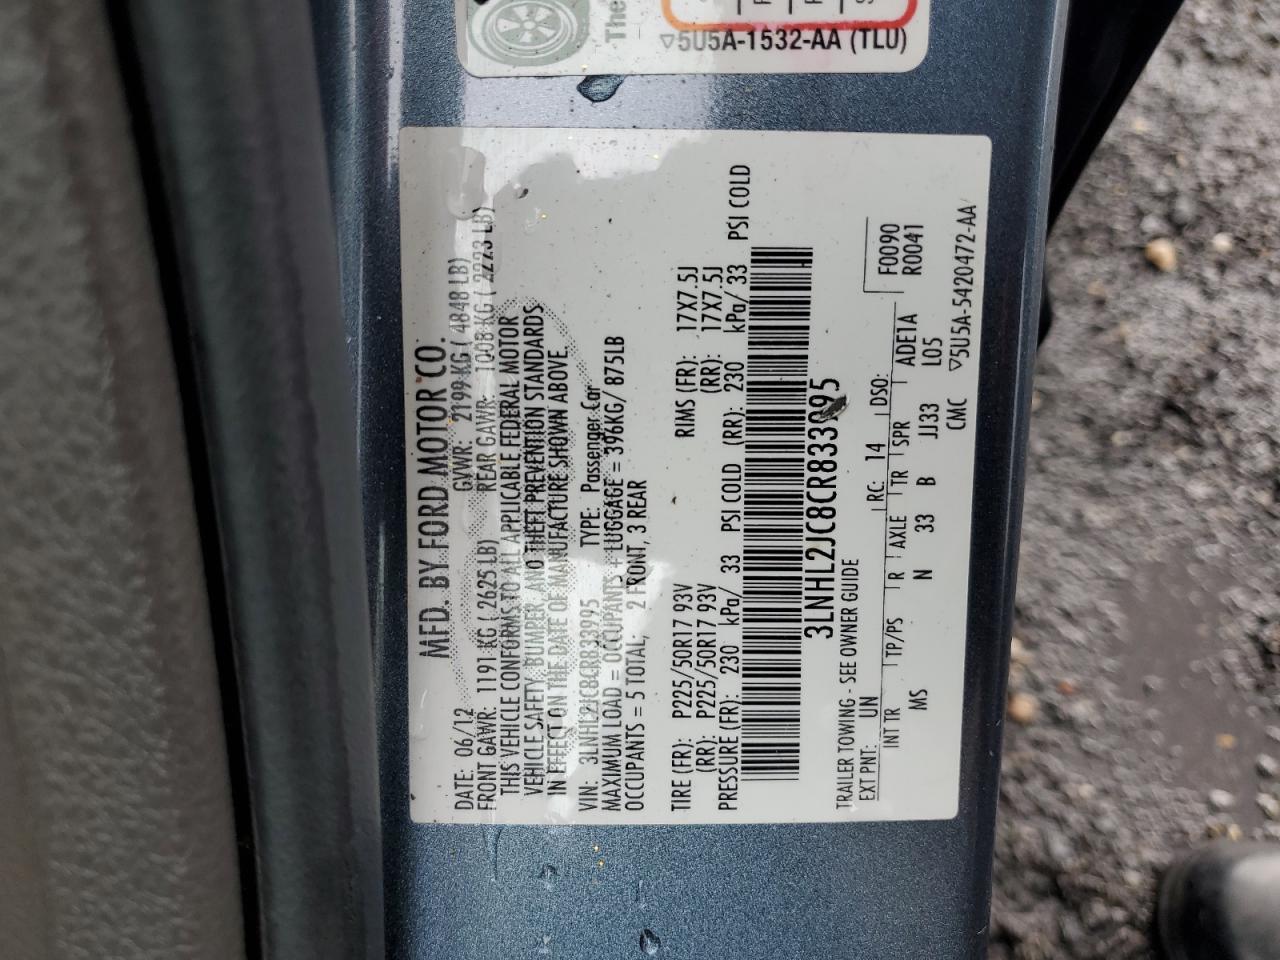 The
▽5U5A-1532-AA (TLU)
MFD. BY FORD MOTOR CO.
DATE: 06/12 GVWR: 2199 KG ( 4848 LB)
FRONT GAWR: 1191 KG ( 2625 LB) REAR GAWR: 1008 KG ( 2223 LB)
THIS VEHICLE CONFORMS TO ALL APPLICABLE FEDERAL MOTOR
VEHICLE SAFETY, BUMPER, AND THEFT PREVENTION STANDARDS
IN EFFECT ON THE DATE OF MANUFACTURE SHOWN ABOVE.
VIN: 3LNHL2JC8CR833995 TYPE: Passenger Car
MAXIMUM LOAD = OCCUPANTS + LUGGAGE = 396KG/ 875LB
OCCUPANTS = 5 TOTAL; 2 FRONT, 3 REAR
TIRE (FR): P225/50R17 93V RIMS (FR): 17X7.5J
(RR): P225/50R17 93V (RR): 17X7.5J
PRESSURE (FR): 230 kPa/ 33 PSI COLD (RR): 230 kPa/ 33 PSI COLD
3LNHL2JC8CR833995
TRAILER TOWING - SEE OWNER GUIDE
EXT PNT: UN RC: 14 DSO: F0090
R0041
INT TR TP/PS R AXLE TR SPR ADE1A
MS N 33 B JJ33 L05
CMC ▽5U5A-5420472-AA